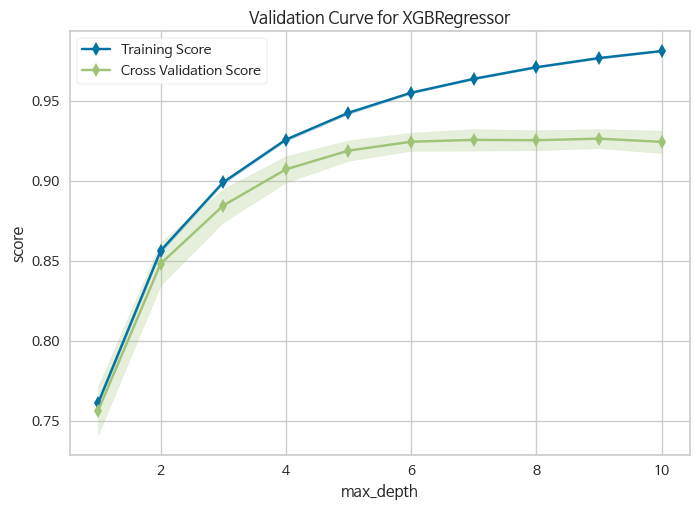 Validation Curve for XGBRegressor
Training Score
Cross Validation Score
0.95
0.90
0.85
0.80
0.75
score
2 4 6 8 10
max_depth